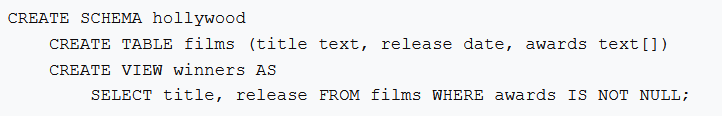 CREATE SCHEMA hollywood
    CREATE TABLE films (title text, release date, awards text[])
    CREATE VIEW winners AS
        SELECT title, release FROM films WHERE awards IS NOT NULL;